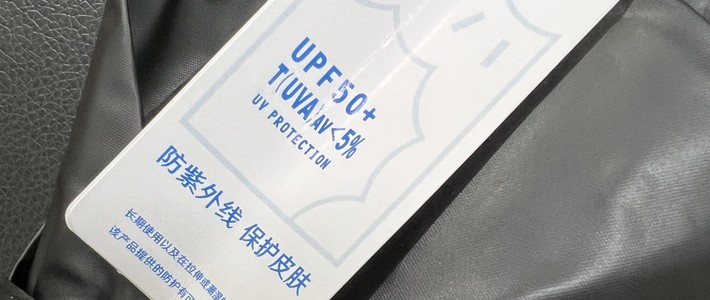 UPF50+
T(UVA)AV<5%
UV PROTECTION
防紫外线 保护皮肤
长期使用以及在拉伸或潮湿
该产品提供的防护有可